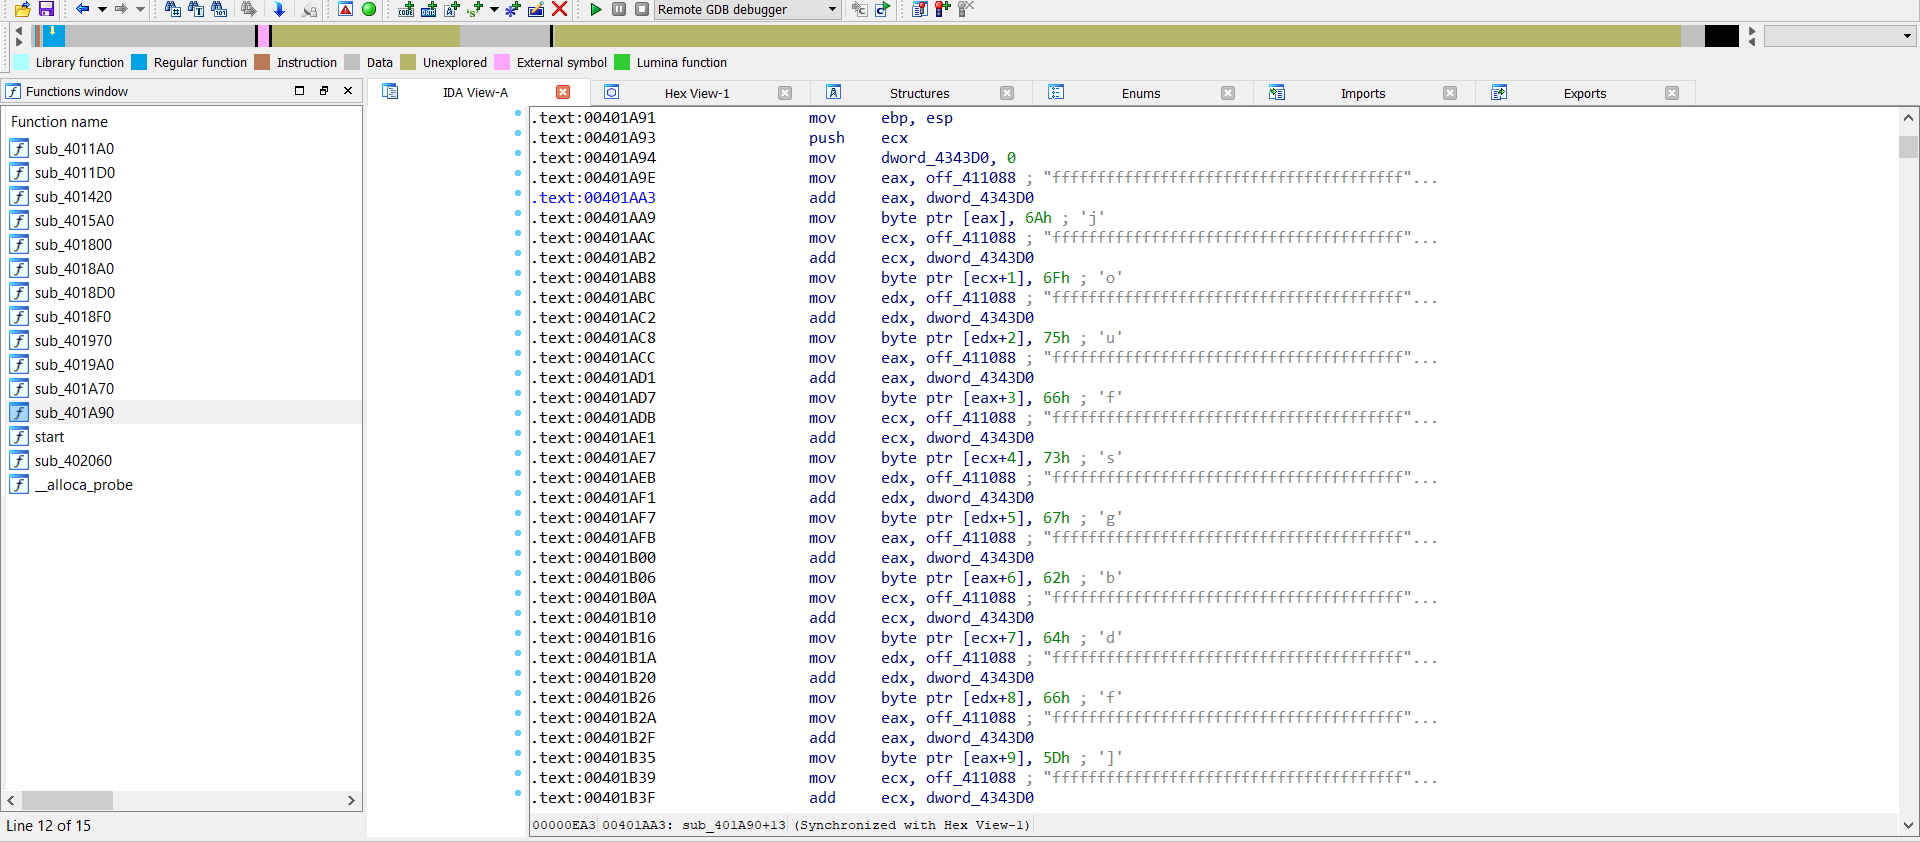 Remote GDB debugger
Library function Regular function Instruction Data Unexplored External symbol Lumina function
Functions window
IDA View-A Hex View-1 Structures Enums Imports Exports
Function name
sub_4011A0
sub_4011D0
sub_401420
sub_4015A0
sub_401800
sub_4018A0
sub_4018D0
sub_4018F0
sub_401970
sub_4019A0
sub_401A70
sub_401A90
start
sub_402060
__alloca_probe
Line 12 of 15
.text:00401A91 mov ebp, esp
.text:00401A93 push ecx
.text:00401A94 mov dword_4343D0, 0
.text:00401A9E mov eax, off_411088 ; "fffffffffffffffffffffffffffffffffffffff"...
.text:00401AA3 add eax, dword_4343D0
.text:00401AA9 mov byte ptr [eax], 6Ah ; 'j'
.text:00401AAC mov ecx, off_411088 ; "fffffffffffffffffffffffffffffffffffffff"...
.text:00401AB2 add ecx, dword_4343D0
.text:00401AB8 mov byte ptr [ecx+1], 6Fh ; 'o'
.text:00401ABC mov edx, off_411088 ; "fffffffffffffffffffffffffffffffffffffff"...
.text:00401AC2 add edx, dword_4343D0
.text:00401AC8 mov byte ptr [edx+2], 75h ; 'u'
.text:00401ACC mov eax, off_411088 ; "fffffffffffffffffffffffffffffffffffffff"...
.text:00401AD1 add eax, dword_4343D0
.text:00401AD7 mov byte ptr [eax+3], 66h ; 'f'
.text:00401ADB mov ecx, off_411088 ; "fffffffffffffffffffffffffffffffffffffff"...
.text:00401AE1 add ecx, dword_4343D0
.text:00401AE7 mov byte ptr [ecx+4], 73h ; 's'
.text:00401AEB mov edx, off_411088 ; "fffffffffffffffffffffffffffffffffffffff"...
.text:00401AF1 add edx, dword_4343D0
.text:00401AF7 mov byte ptr [edx+5], 67h ; 'g'
.text:00401AFB mov eax, off_411088 ; "fffffffffffffffffffffffffffffffffffffff"...
.text:00401B00 add eax, dword_4343D0
.text:00401B06 mov byte ptr [eax+6], 62h ; 'b'
.text:00401B0A mov ecx, off_411088 ; "fffffffffffffffffffffffffffffffffffffff"...
.text:00401B10 add ecx, dword_4343D0
.text:00401B16 mov byte ptr [ecx+7], 64h ; 'd'
.text:00401B1A mov edx, off_411088 ; "fffffffffffffffffffffffffffffffffffffff"...
.text:00401B20 add edx, dword_4343D0
.text:00401B26 mov byte ptr [edx+8], 66h ; 'f'
.text:00401B2A mov eax, off_411088 ; "fffffffffffffffffffffffffffffffffffffff"...
.text:00401B2F add eax, dword_4343D0
.text:00401B35 mov byte ptr [eax+9], 5Dh ; ']'
.text:00401B39 mov ecx, off_411088 ; "fffffffffffffffffffffffffffffffffffffff"...
.text:00401B3F add ecx, dword_4343D0
00000EA3 00401AA3: sub_401A90+13 (Synchronized with Hex View-1)